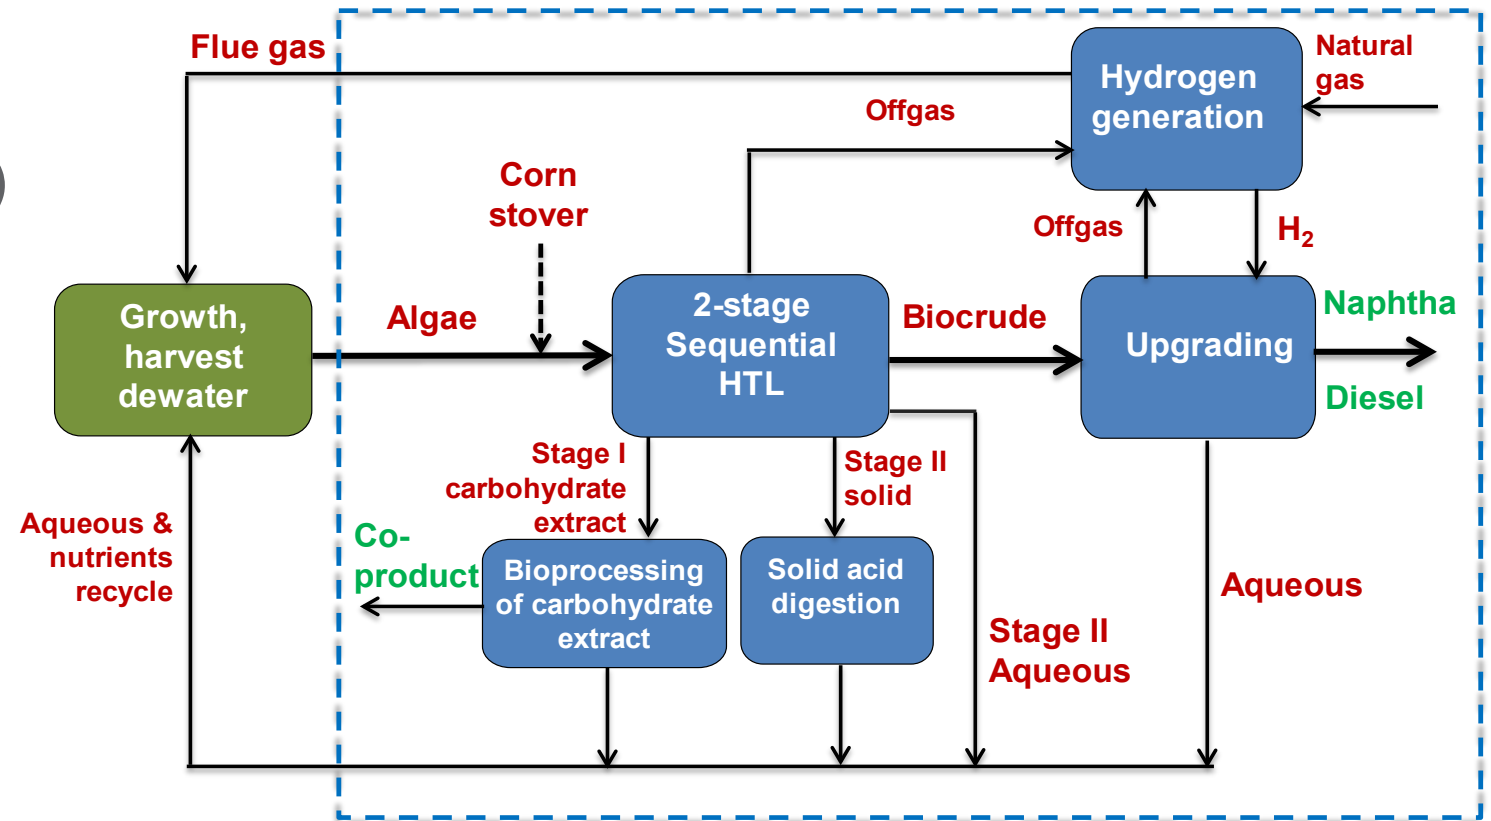 Flue gas
Hydrogen
generation
Natural
gas
Offgas
Corn
stover
Offgas
H₂
Growth,
harvest
dewater
Algae
2-stage
Sequential
HTL
Biocrude
Upgrading
Naphtha
Diesel
Stage I
carbohydrate
extract
Stage II
solid
Aqueous &
nutrients
recycle
Co-
product
Bioprocessing
of carbohydrate
extract
Solid acid
digestion
Stage II
Aqueous
Aqueous